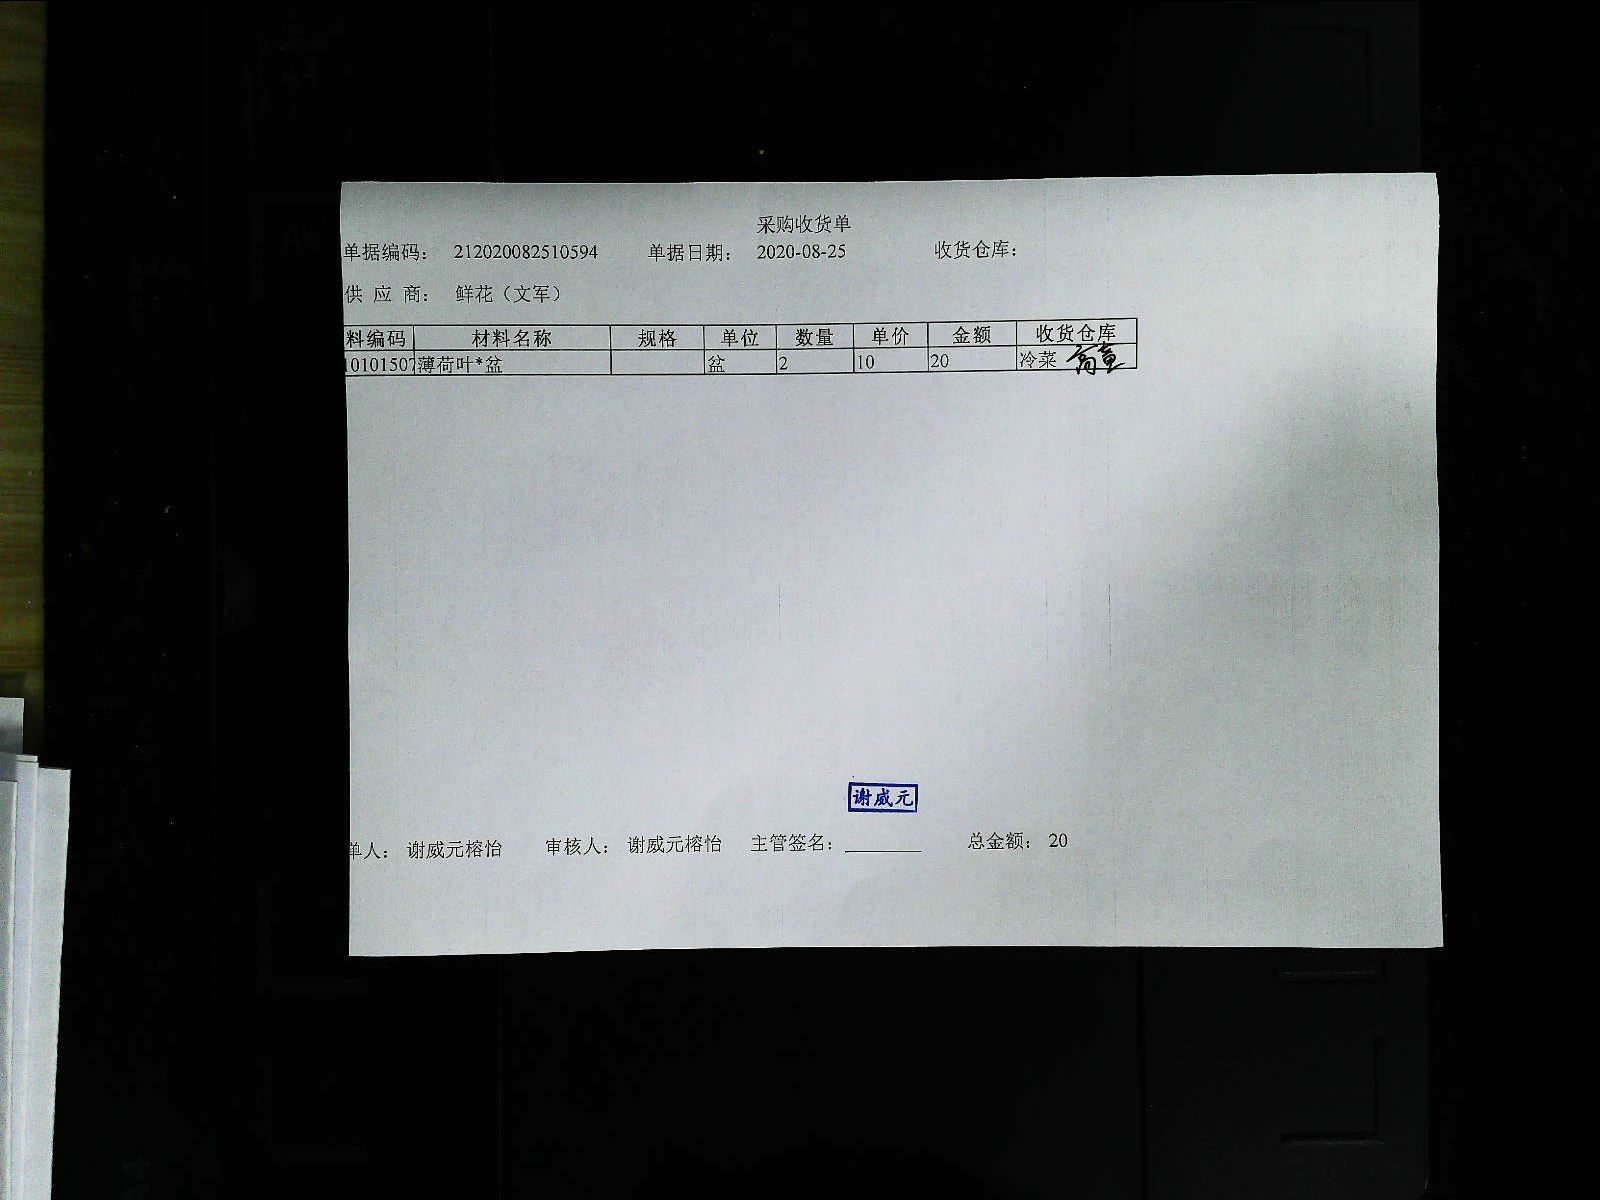 采购收货单
单据编码： 212020082510594 单据日期： 2020-08-25 收货仓库：
供 应 商： 鲜花（文军）
料编码 材料名称 规格 单位 数量 单价 金额 收货仓库
10101507 薄荷叶*盆 盆 2 10 20 冷菜
谢威元
单人： 谢威元榕怡 审核人： 谢威元榕怡 主管签名： 总金额： 20